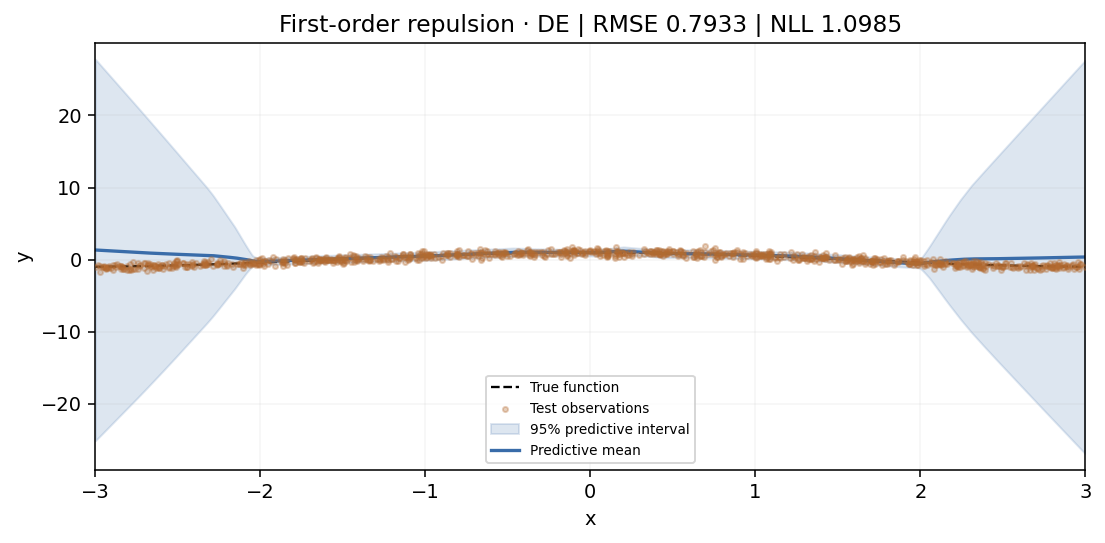 First-order repulsion · DE | RMSE 0.7933 | NLL 1.0985
y
20
10
0
−10
−20
True function
Test observations
95% predictive interval
Predictive mean
−3 −2 −1 0 1 2 3
x